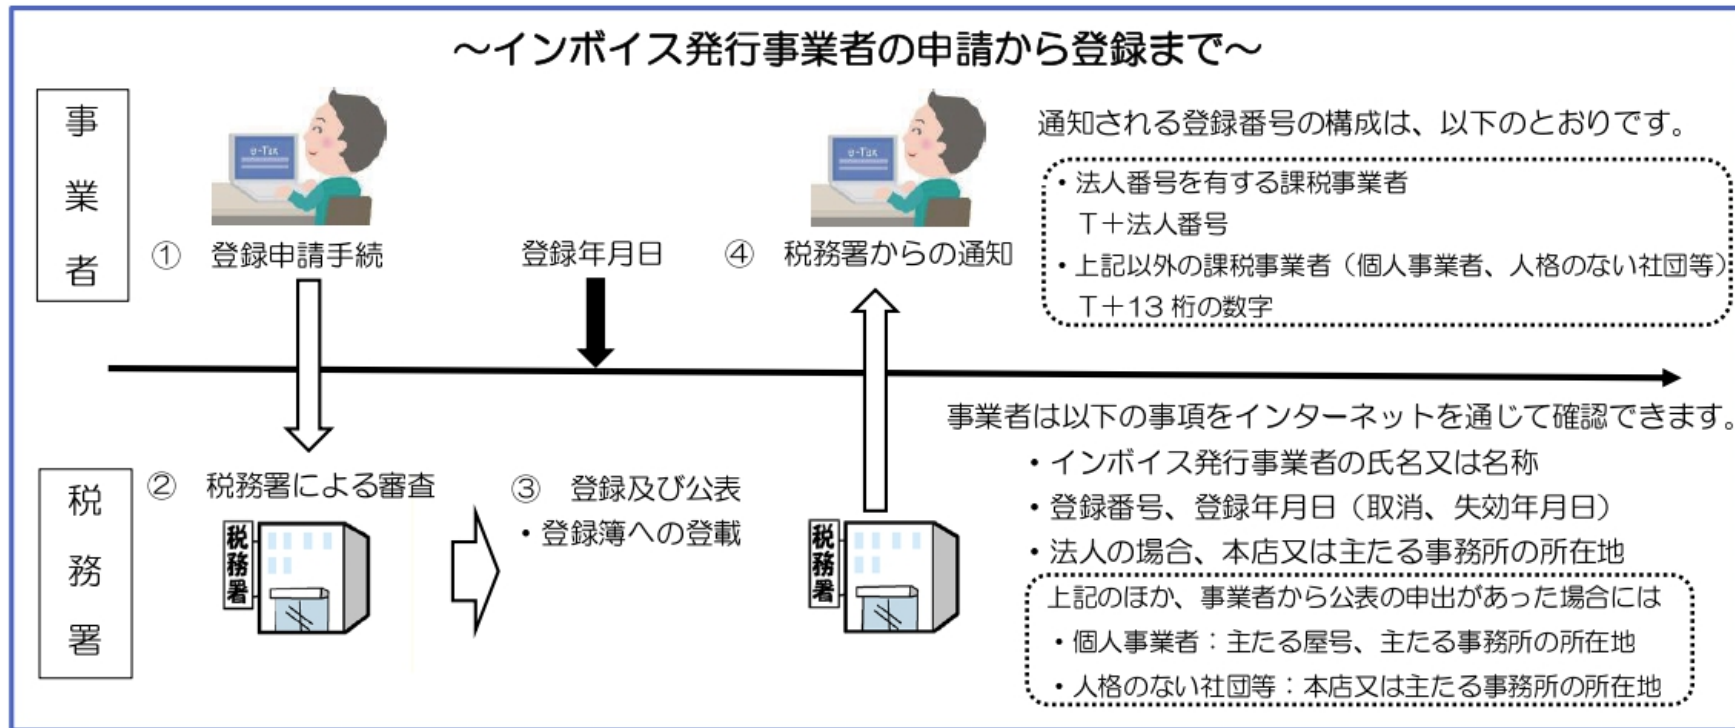 ～インボイス発行事業者の申請から登録まで～
事業者
e-Tax
e-Tax
① 登録申請手続
登録年月日
④ 税務署からの通知
通知される登録番号の構成は、以下のとおりです。
・法人番号を有する課税事業者
T＋法人番号
・上記以外の課税事業者（個人事業者、人格のない社団等）
T＋13 桁の数字
税務署
② 税務署による審査
税務署
③ 登録及び公表
・登録簿への登載
税務署
事業者は以下の事項をインターネットを通じて確認できます。
・インボイス発行事業者の氏名又は名称
・登録番号、登録年月日（取消、失効年月日）
・法人の場合、本店又は主たる事務所の所在地
上記のほか、事業者から公表の申出があった場合には
・個人事業者：主たる屋号、主たる事務所の所在地
・人格のない社団等：本店又は主たる事務所の所在地